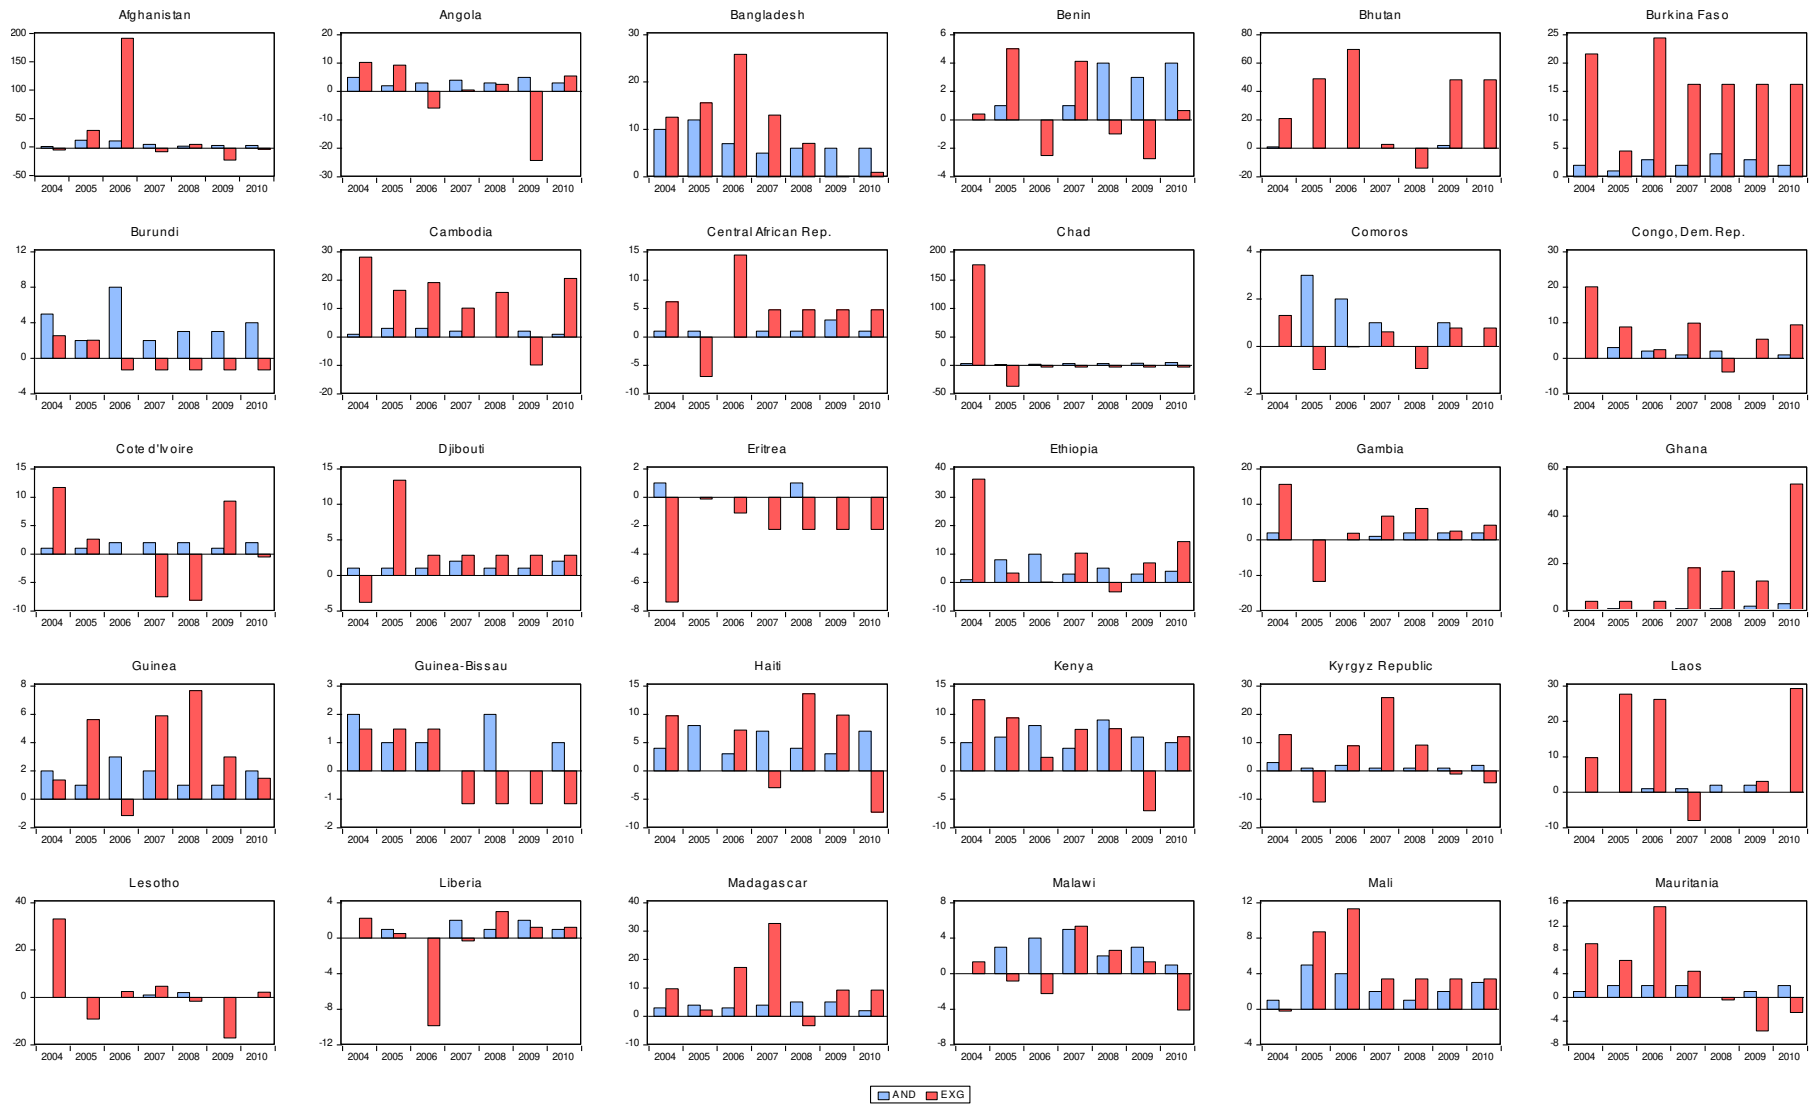 Afghanistan
200
150
100
50
0
-50
2004 2005 2006 2007 2008 2009 2010
Angola
20
10
0
-10
-20
-30
2004 2005 2006 2007 2008 2009 2010
Bangladesh
30
20
10
0
2004 2005 2006 2007 2008 2009 2010
Benin
6
4
2
0
-2
-4
2004 2005 2006 2007 2008 2009 2010
Bhutan
80
60
40
20
0
-20
2004 2005 2006 2007 2008 2009 2010
Burkina Faso
25
20
15
10
5
0
2004 2005 2006 2007 2008 2009 2010
Burundi
12
8
4
0
-4
2004 2005 2006 2007 2008 2009 2010
Cambodia
30
20
10
0
-10
-20
2004 2005 2006 2007 2008 2009 2010
Central African Rep.
15
10
5
0
-5
-10
2004 2005 2006 2007 2008 2009 2010
Chad
200
150
100
50
0
-50
2004 2005 2006 2007 2008 2009 2010
Comoros
4
2
0
-2
2004 2005 2006 2007 2008 2009 2010
Congo, Dem. Rep.
30
20
10
0
-10
2004 2005 2006 2007 2008 2009 2010
Cote d'Ivoire
15
10
5
0
-5
-10
2004 2005 2006 2007 2008 2009 2010
Djibouti
15
10
5
0
-5
2004 2005 2006 2007 2008 2009 2010
Eritrea
2
0
-2
-4
-6
-8
2004 2005 2006 2007 2008 2009 2010
Ethiopia
40
30
20
10
0
-10
2004 2005 2006 2007 2008 2009 2010
Gambia
20
10
0
-10
-20
2004 2005 2006 2007 2008 2009 2010
Ghana
60
40
20
0
2004 2005 2006 2007 2008 2009 2010
Guinea
8
6
4
2
0
-2
2004 2005 2006 2007 2008 2009 2010
Guinea-Bissau
3
2
1
0
-1
-2
2004 2005 2006 2007 2008 2009 2010
Haiti
15
10
5
0
-5
-10
2004 2005 2006 2007 2008 2009 2010
Kenya
15
10
5
0
-5
-10
2004 2005 2006 2007 2008 2009 2010
Kyrgyz Republic
30
20
10
0
-10
-20
2004 2005 2006 2007 2008 2009 2010
Laos
30
20
10
0
-10
2004 2005 2006 2007 2008 2009 2010
Lesotho
40
20
0
-20
2004 2005 2006 2007 2008 2009 2010
Liberia
4
0
-4
-8
-12
2004 2005 2006 2007 2008 2009 2010
Madagascar
40
30
20
10
0
-10
2004 2005 2006 2007 2008 2009 2010
Malawi
8
4
0
-4
-8
2004 2005 2006 2007 2008 2009 2010
Mali
12
8
4
0
-4
2004 2005 2006 2007 2008 2009 2010
Mauritania
16
12
8
4
0
-4
-8
2004 2005 2006 2007 2008 2009 2010
AND EXG